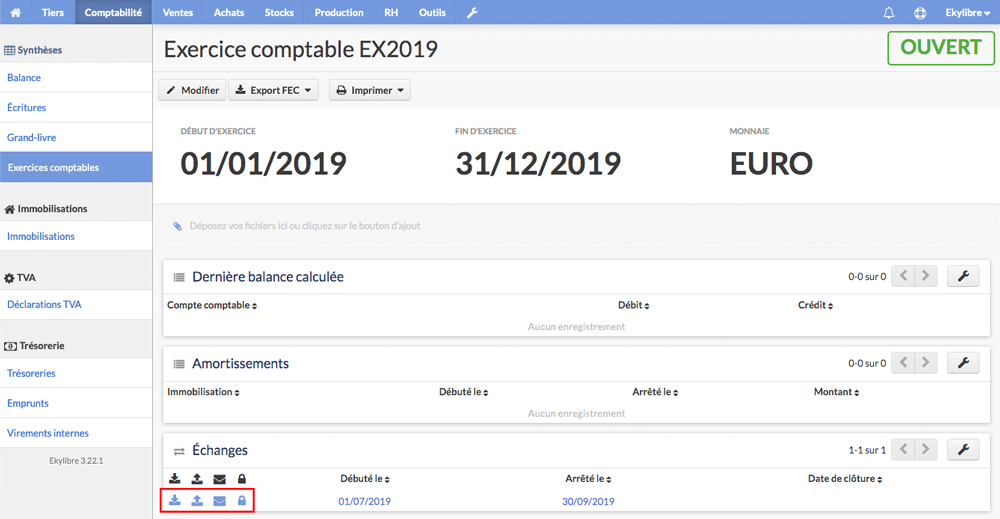 Tiers Comptabilité Ventes Achats Stocks Production RH Outils Ekylibre
Synthèses
Balance
Écritures
Grand-livre
Exercices comptables
Immobilisations
Immobilisations
TVA
Déclarations TVA
Trésorerie
Trésoreries
Emprunts
Virements internes
Ekylibre 3.22.1
Exercice comptable EX2019
OUVERT
Modifier Export FEC Imprimer
DÉBUT D'EXERCICE FIN D'EXERCICE MONNAIE
01/01/2019 31/12/2019 EURO
Déposez vos fichiers ici ou cliquez sur le bouton d'ajout
Dernière balance calculée 0-0 sur 0
Compte comptable Débit Crédit
Aucun enregistrement
Amortissements 0-0 sur 0
Immobilisation Débuté le Arrêté le Montant
Aucun enregistrement
Échanges 1-1 sur 1
Débuté le Arrêté le Date de clôture
01/07/2019 30/09/2019